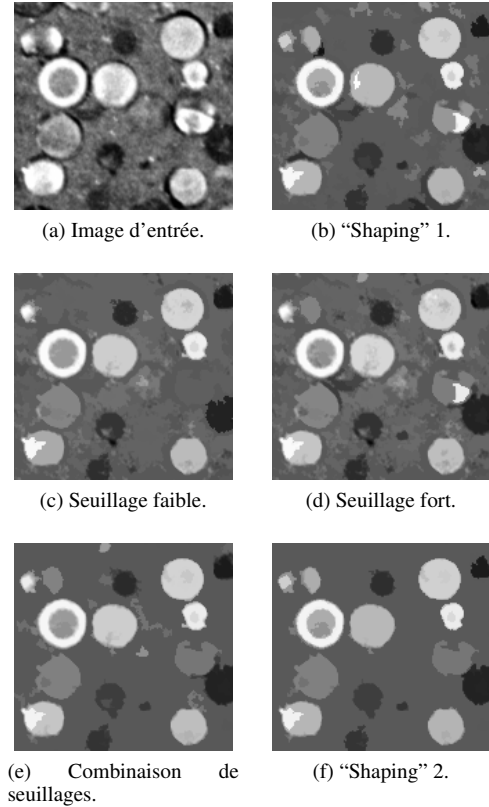 (a) Image d'entrée.
(b) “Shaping” 1.
(c) Seuillage faible.
(d) Seuillage fort.
(e) Combinaison de
seuillages.
(f) “Shaping” 2.